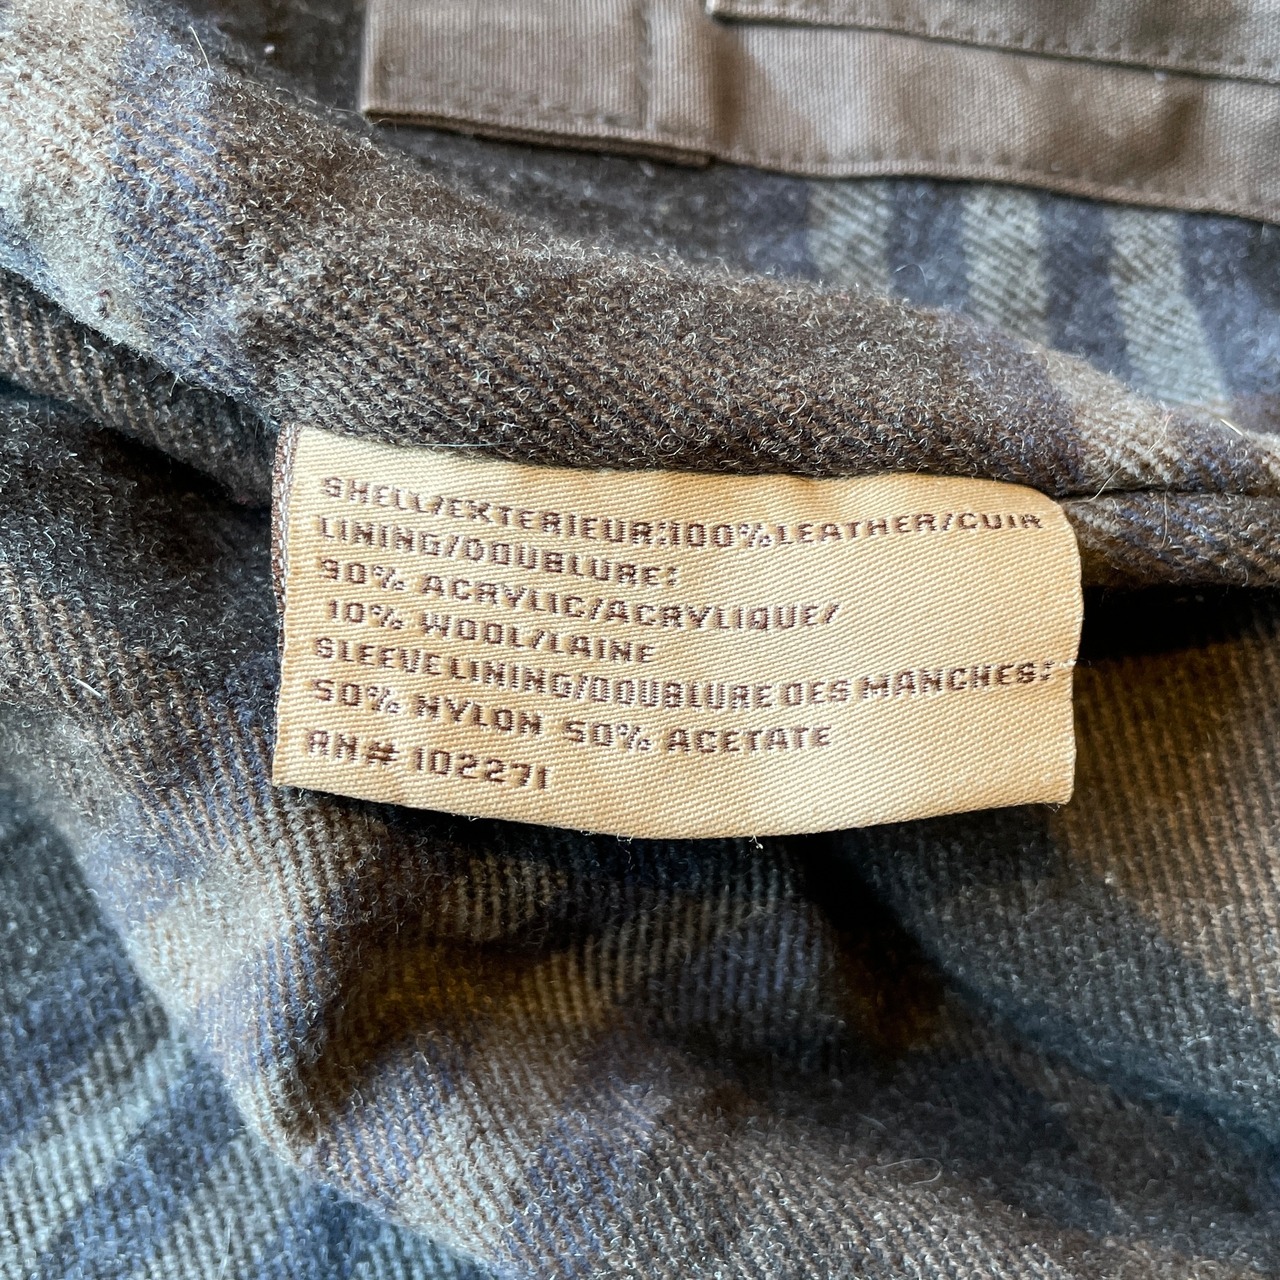 SHELL/EXTERIEUR:100%LEATHER/CUIR
LINING/DOUBLURE:
90% ACRYLIC/ACRYLIQUE/
10% WOOL/LAINE
SLEEVE LINING/DOUBLURE DES MANCHES:
50% NYLON 50% ACETATE
RN# 102271